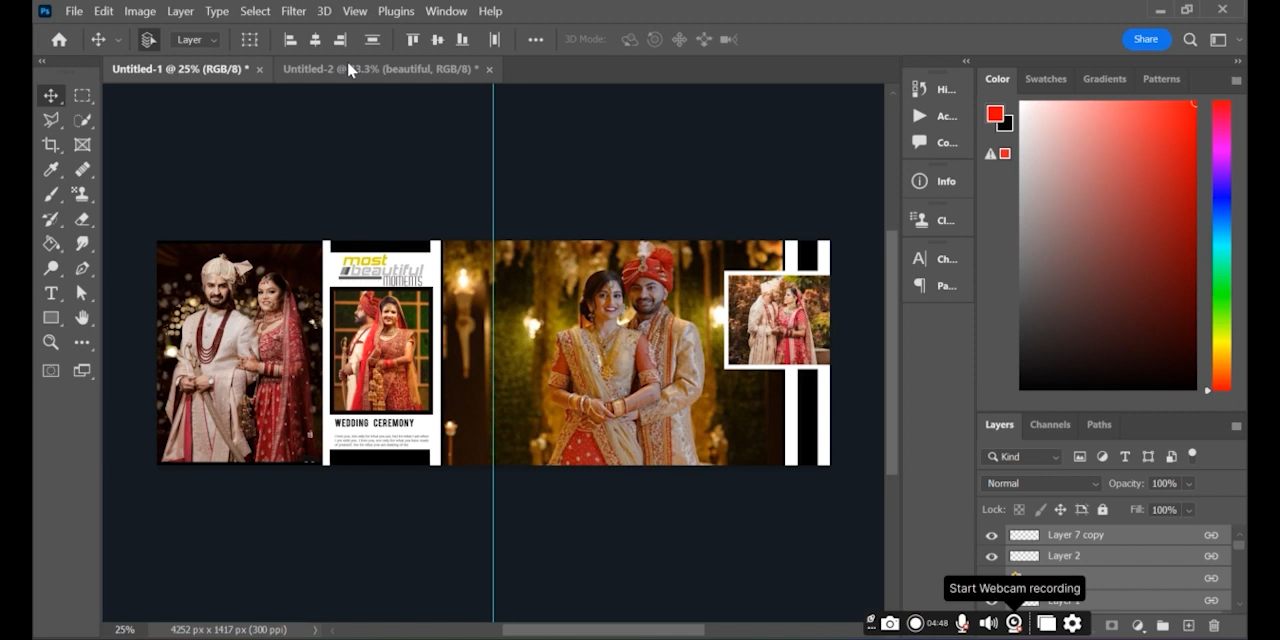 Ps File Edit Image Layer Type Select Filter 3D View Plugins Window Help
Layer 3D Mode: Share
Untitled-1 @ 25% (RGB/8) * × Untitled-2 @ 33.3% (beautiful, RGB/8) * ×
Hi...
Ac...
Co...
Info
Cl...
Ch...
Pa...
Color Swatches Gradients Patterns
most
beautiful
MOMENTS
WEDDING CEREMONY
Layers Channels Paths
Kind
Normal Opacity: 100%
Lock: Fill: 100%
Layer 7 copy
Layer 2
Start Webcam recording
04:48
25% 4252 px x 1417 px (300 ppi)